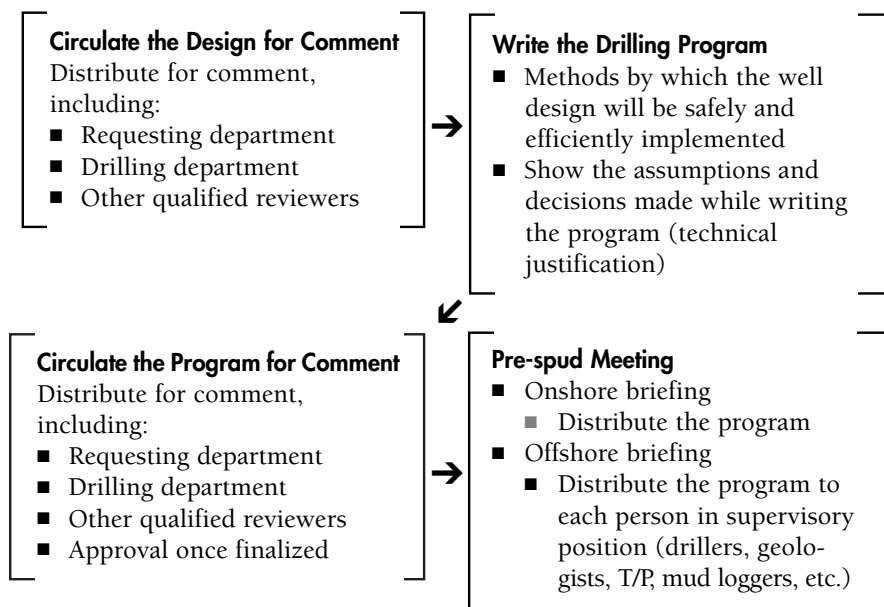 Circulate the Design for Comment
Distribute for comment,
including:
■ Requesting department
■ Drilling department
■ Other qualified reviewers
Write the Drilling Program
■ Methods by which the well
design will be safely and
efficiently implemented
■ Show the assumptions and
decisions made while writing
the program (technical
justification)
Circulate the Program for Comment
Distribute for comment,
including:
■ Requesting department
■ Drilling department
■ Other qualified reviewers
■ Approval once finalized
Pre-spud Meeting
■ Onshore briefing
■ Distribute the program
■ Offshore briefing
■ Distribute the program to
each person in supervisory
position (drillers, geolo-
gists, T/P, mud loggers, etc.)